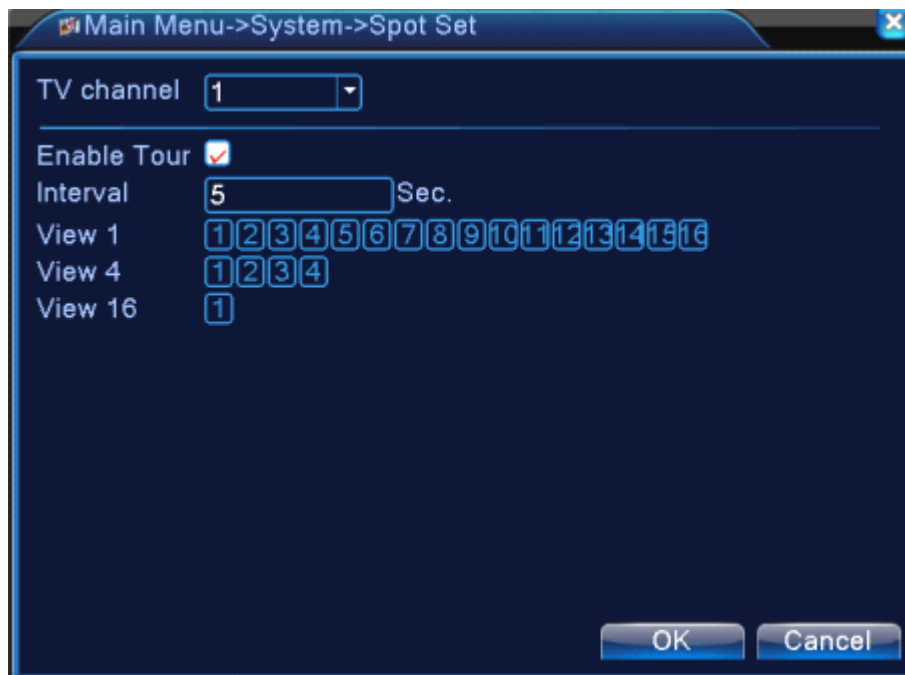 Main Menu->System->Spot Set
TV channel 1
Enable Tour
Interval 5 Sec.
View 1 1 2 3 4 5 6 7 8 9 10 11 12 13 14 15 16
View 4 1 2 3 4
View 16 1
OK Cancel